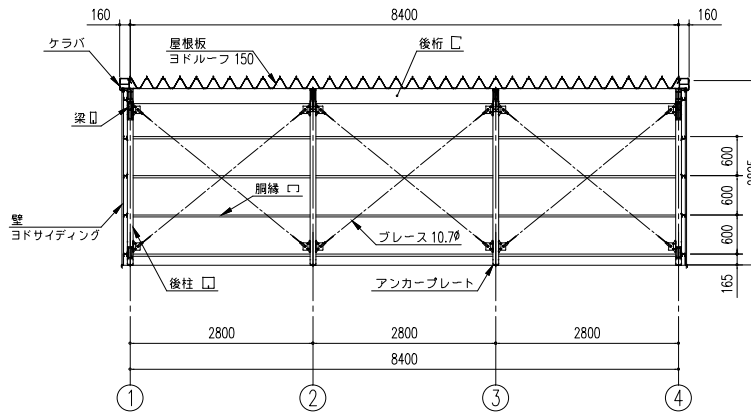 160
8400
160
ケラバ
屋根板
ヨドルーフ 150
後桁
梁
胴縁
600
600
600
165
壁
ヨドサイディング
ブレース 10.7φ
後柱
アンカープレート
2800
2800
2800
8400
1
2
3
4